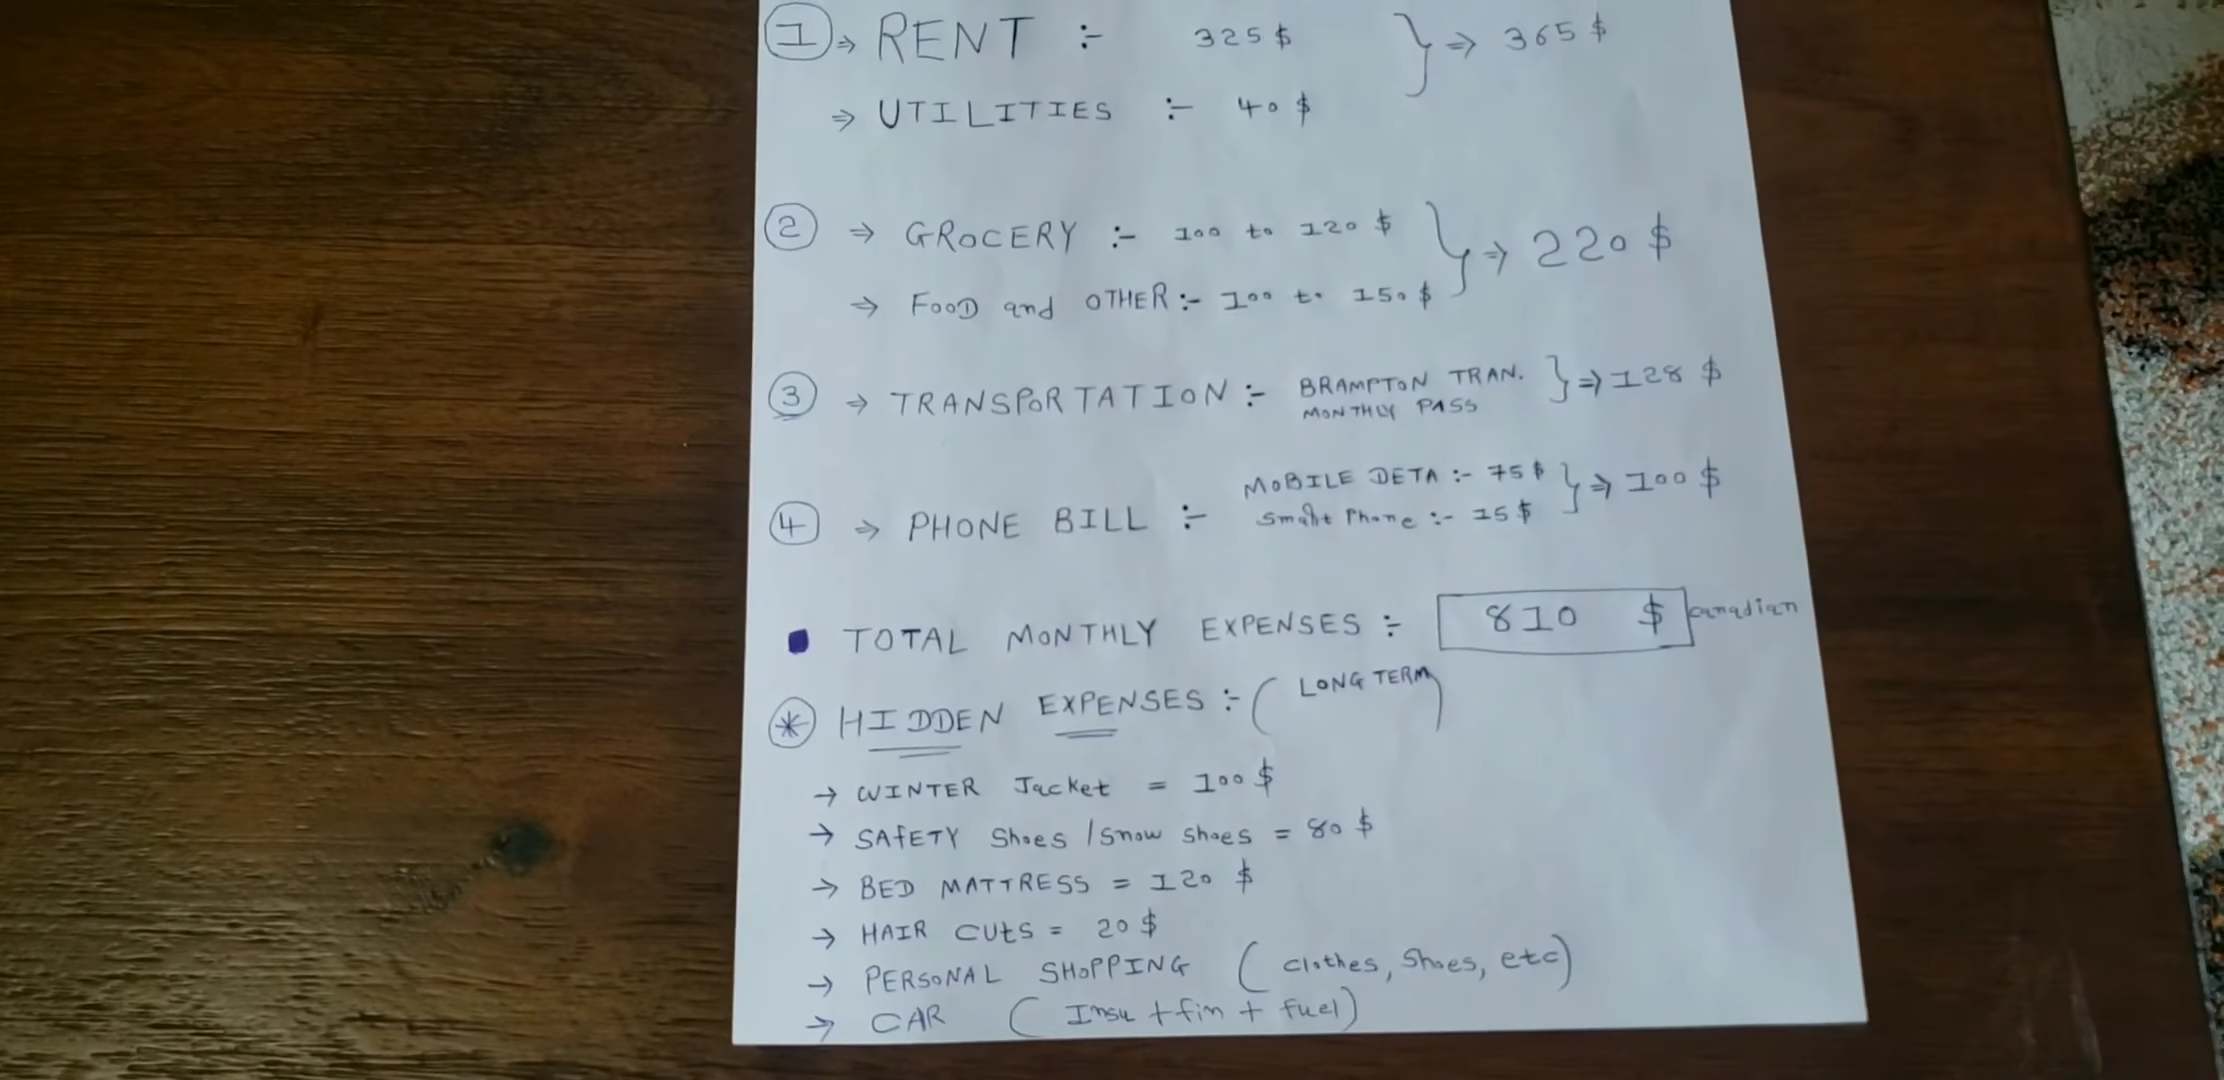 1 ⇒ RENT :- 325$ } ⇒ 365$
⇒ UTILITIES :- 40$
2 ⇒ GROCERY :- 100 to 120$ } ⇒ 220$
⇒ FOOD and OTHER :- 100 to 150$
3 ⇒ TRANSPORTATION :- BRAMPTON TRAN. } ⇒ 128$
MONTHLY PASS
MOBILE DETA :- 75$ } ⇒ 100$
4 ⇒ PHONE BILL :- Smart Phone :- 25$
■ TOTAL MONTHLY EXPENSES :- 810 $ canadian
* HIDDEN EXPENSES :- (LONG TERM)
→ WINTER Jacket = 100$
→ SAfETY Shoes / Snow shoes = 80$
→ BED MATTRESS = 120 $
→ HAIR CUts = 20$
→ PERSONAL SHOPPING (clothes, Shoes, etc)
→ CAR (Insu + fin + fuel)